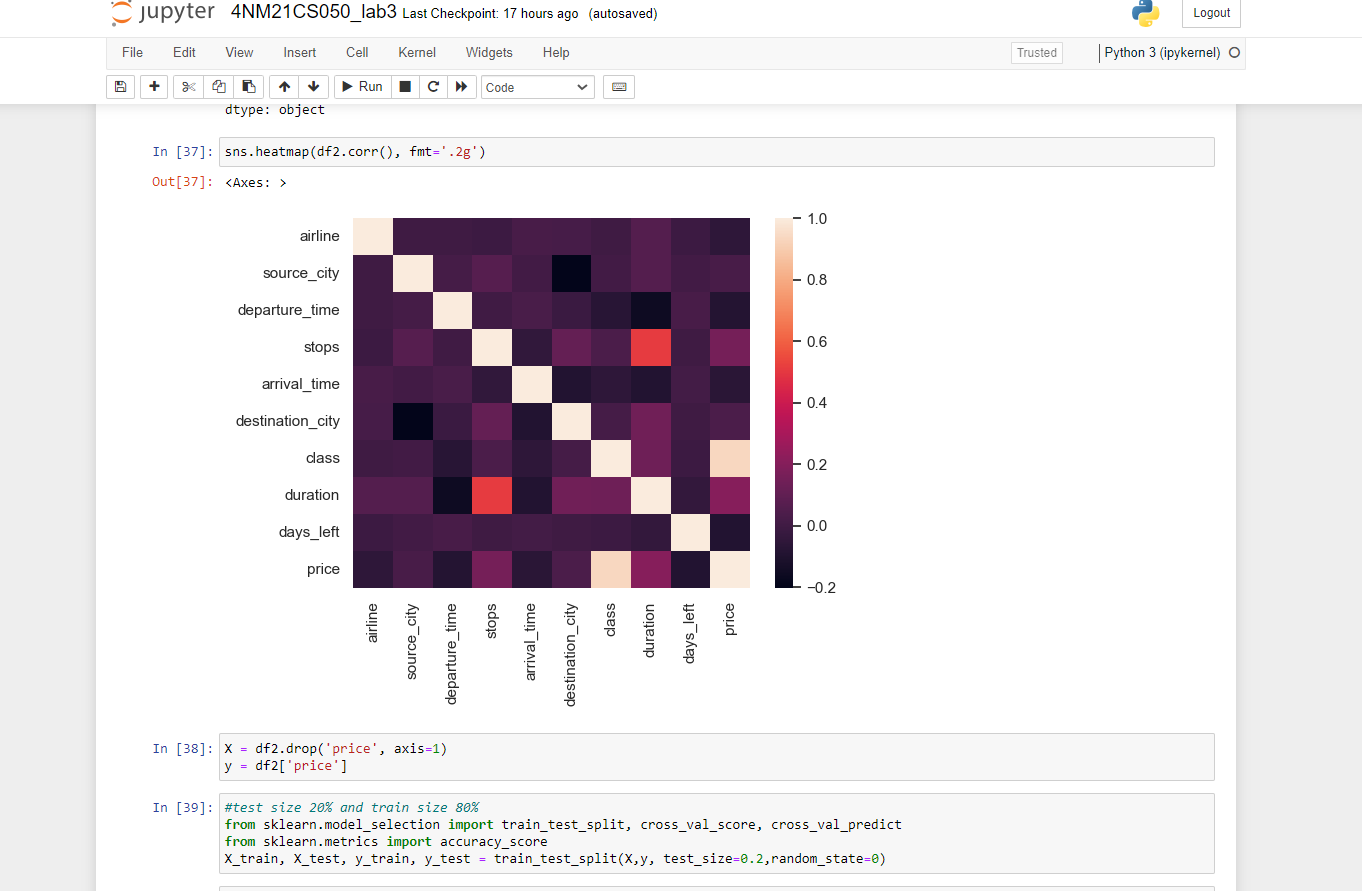 jupyter 4NM21CS050_lab3 Last Checkpoint: 17 hours ago (autosaved) Logout
File Edit View Insert Cell Kernel Widgets Help Trusted Python 3 (ipykernel)
Run Code
dtype: object
In [37]: sns.heatmap(df2.corr(), fmt='.2g')
Out[37]: <Axes: >
airline
source_city
departure_time
stops
arrival_time
destination_city
class
duration
days_left
price
1.0
0.8
0.6
0.4
0.2
0.0
−0.2
airline
source_city
departure_time
stops
arrival_time
destination_city
class
duration
days_left
price
In [38]: X = df2.drop('price', axis=1)
y = df2['price']
In [39]: #test size 20% and train size 80%
from sklearn.model_selection import train_test_split, cross_val_score, cross_val_predict
from sklearn.metrics import accuracy_score
X_train, X_test, y_train, y_test = train_test_split(X,y, test_size=0.2,random_state=0)